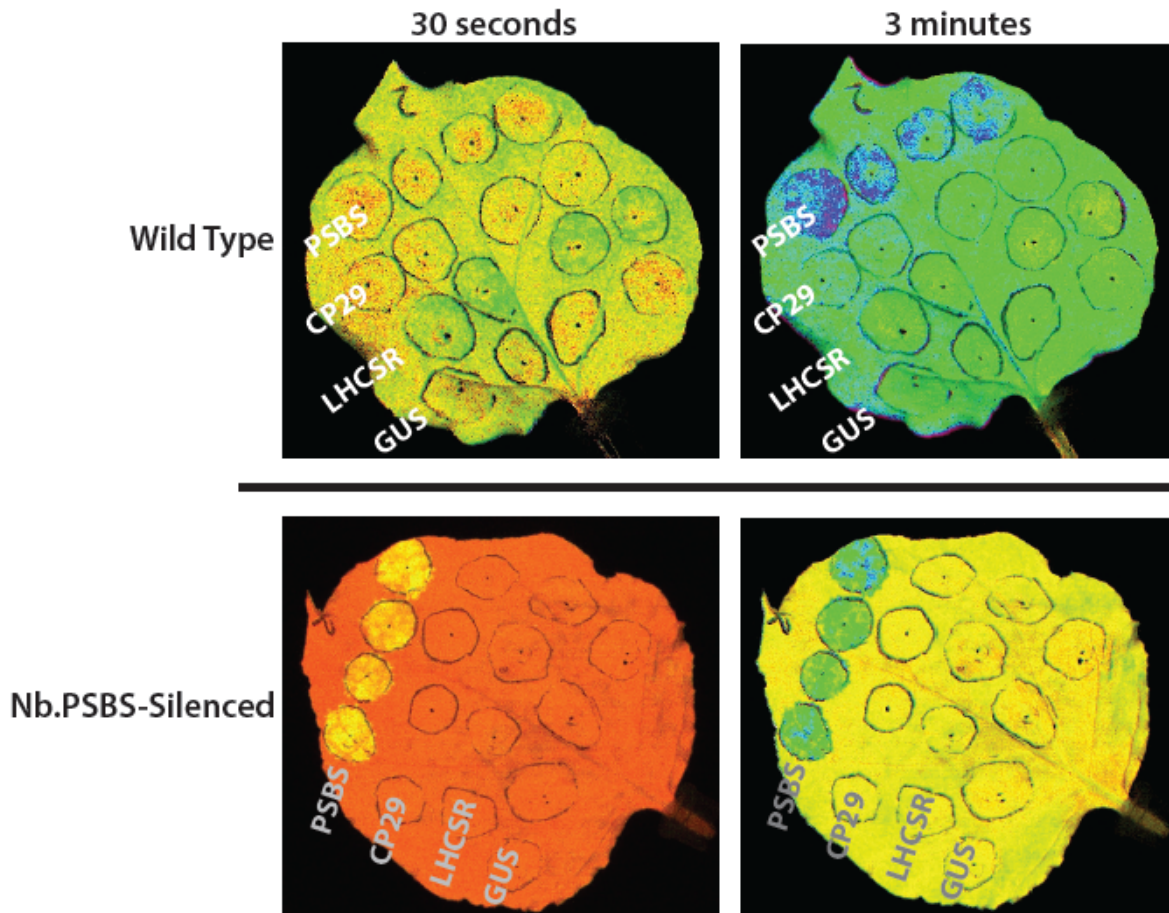 30 seconds
3 minutes
Wild Type
PSBS
CP29
LHCSR
GUS
PSBS
CP29
LHCSR
GUS
Nb.PSBS-Silenced
PSBS
CP29
LHCSR
GUS
PSBS
CP29
LHCSR
GUS